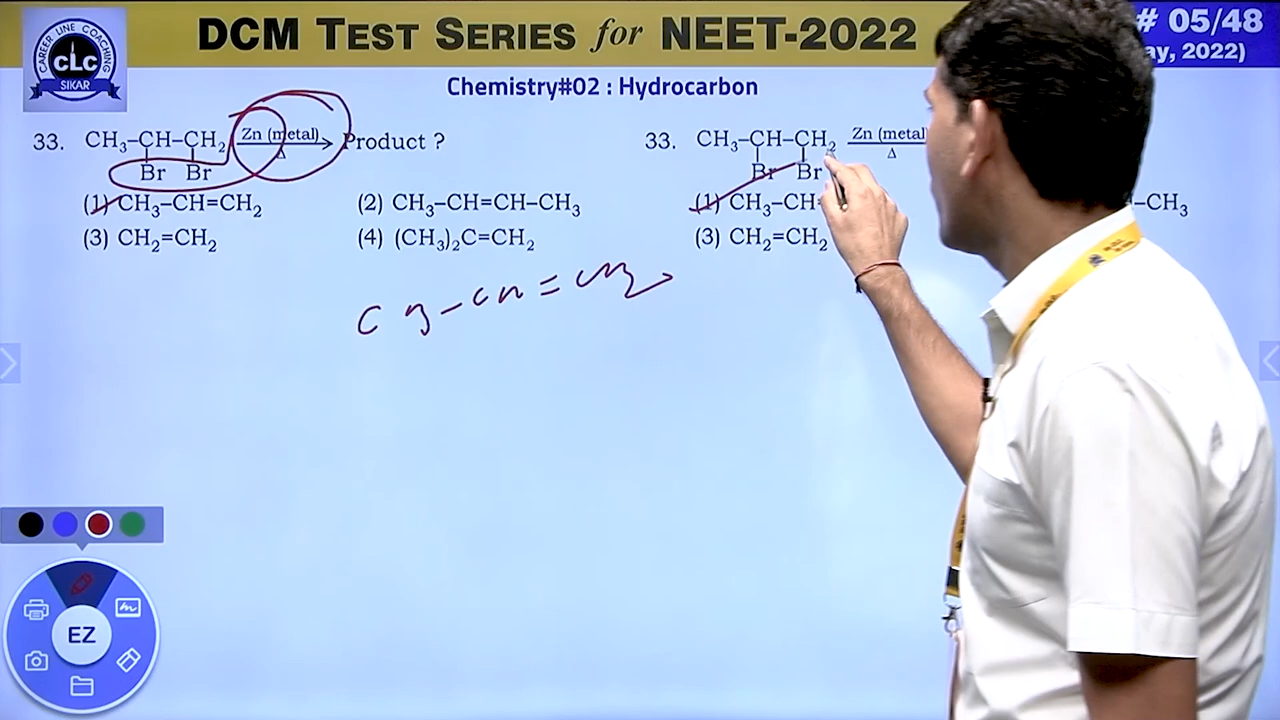 CAREER LINE COACHING
CLC
SIKAR
DCM TEST SERIES for NEET-2022
# 05/48
ay, 2022)
Chemistry#02 : Hydrocarbon
33. CH₃–CH–CH₂ Zn (metal) Δ → Product ?
Br Br
(1) CH₃–CH=CH₂ (2) CH₃–CH=CH–CH₃
(3) CH₂=CH₂ (4) (CH₃)₂C=CH₂
33. CH₃–CH–CH₂ Zn (metal Δ
Br Br
(1) CH₃–CH –CH₃
(3) CH₂=CH₂
EZ